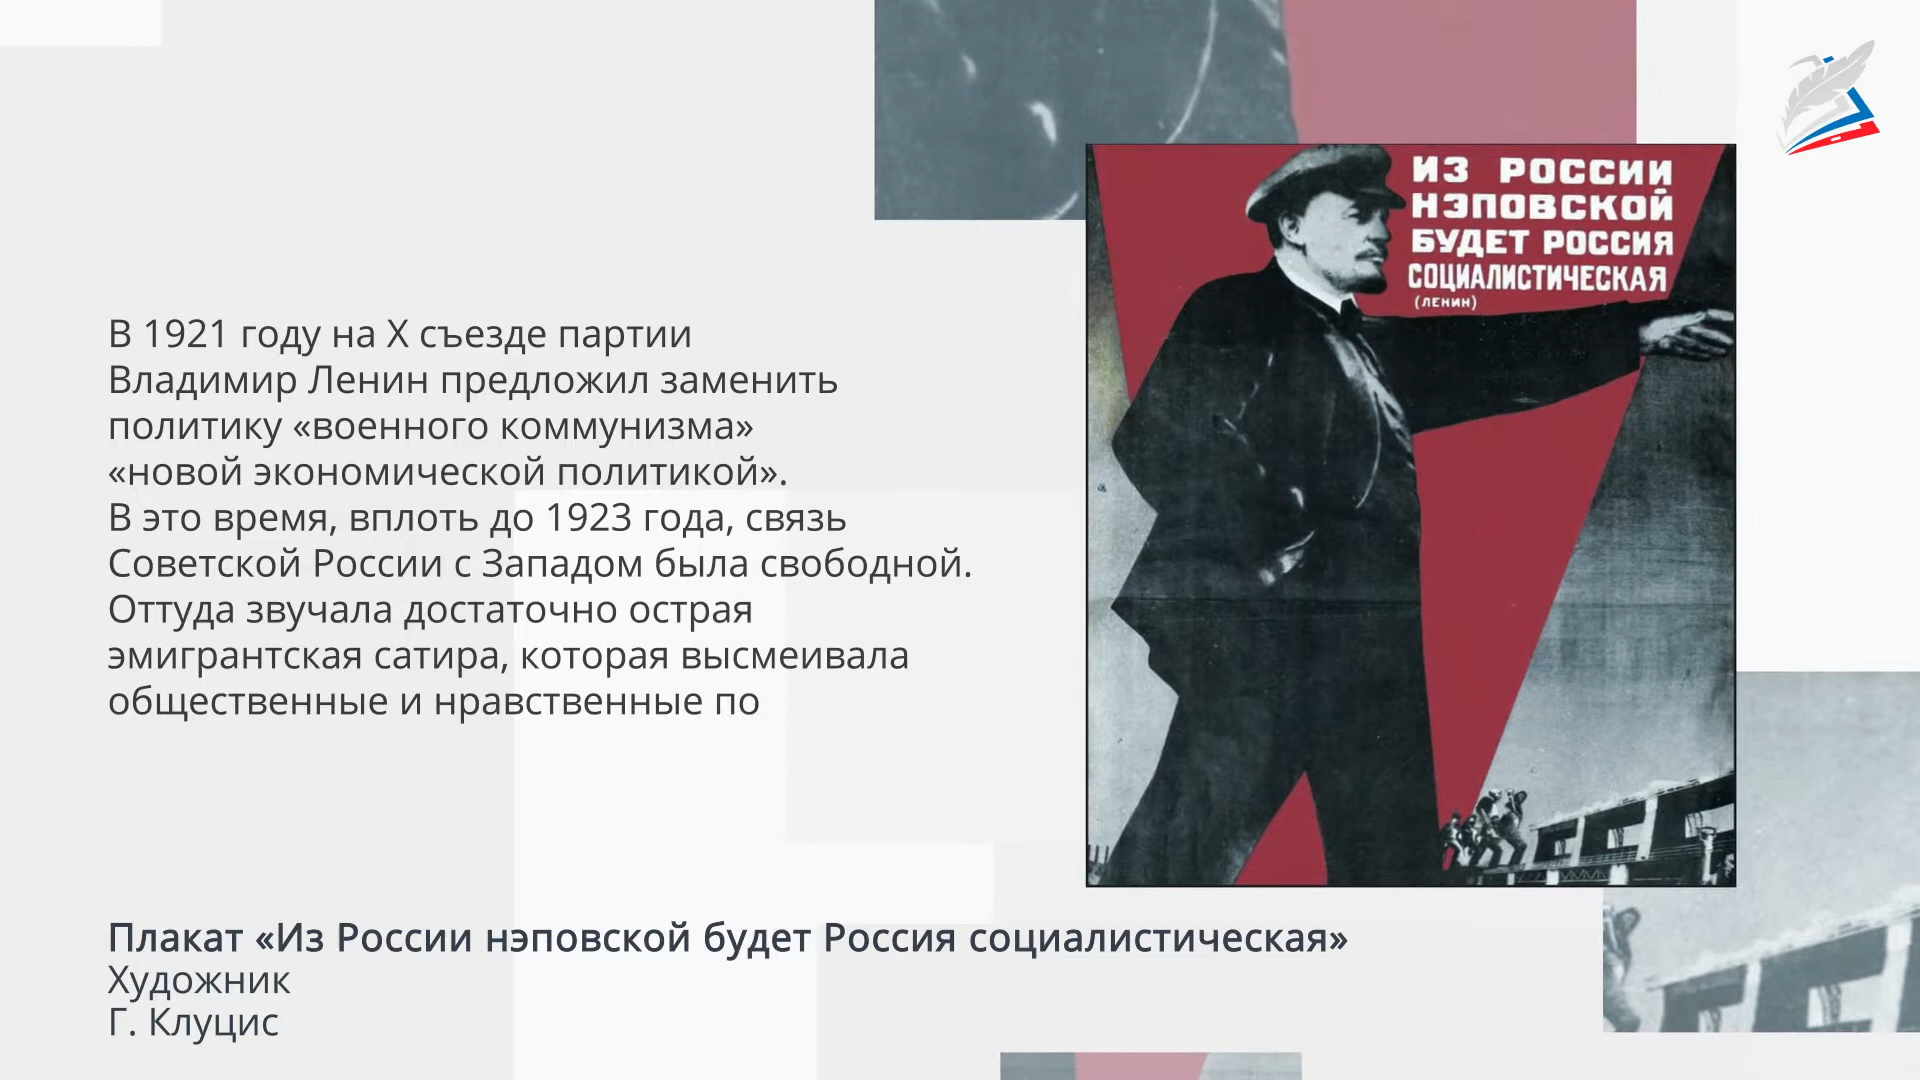 В 1921 году на X съезде партии
Владимир Ленин предложил заменить
политику «военного коммунизма»
«новой экономической политикой».
В это время, вплоть до 1923 года, связь
Советской России с Западом была свободной.
Оттуда звучала достаточно острая
эмигрантская сатира, которая высмеивала
общественные и нравственные по
ИЗ РОССИИ
НЭПОВСКОЙ
БУДЕТ РОССИЯ
СОЦИАЛИСТИЧЕСКАЯ
(ЛЕНИН)
Плакат «Из России нэповской будет Россия социалистическая»
Художник
Г. Клуцис